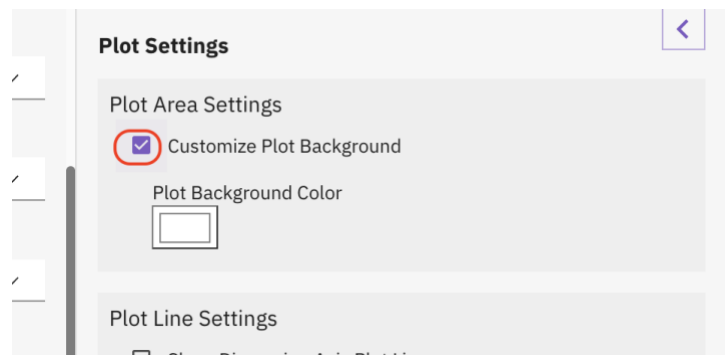 Plot Settings
Plot Area Settings
Customize Plot Background
Plot Background Color
Plot Line Settings